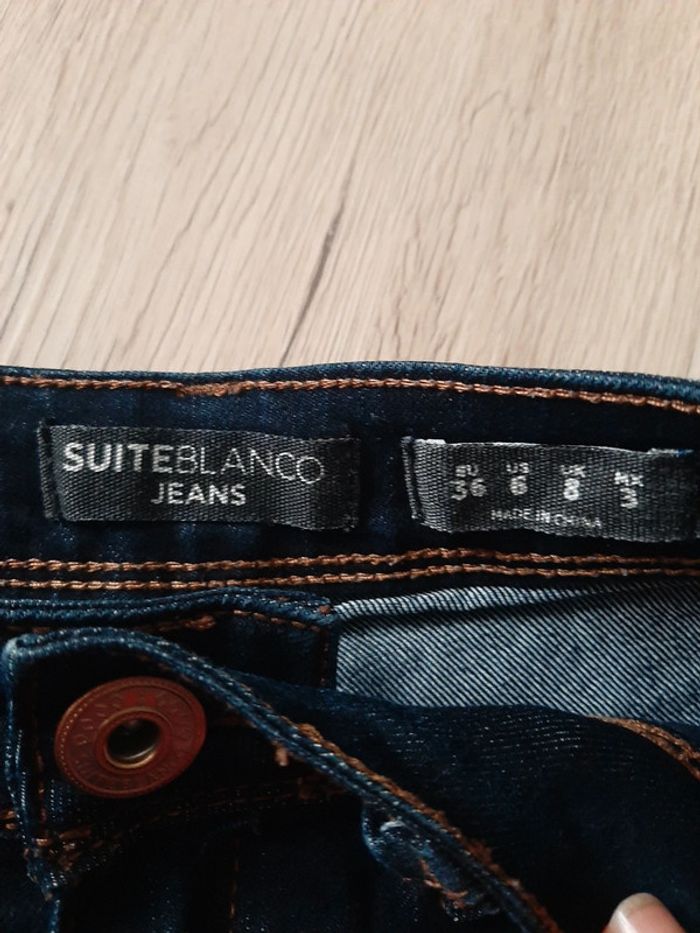 SUITEBLANCO
JEANS
EU US UK MX
36 6 8 3
MADE IN CHINA